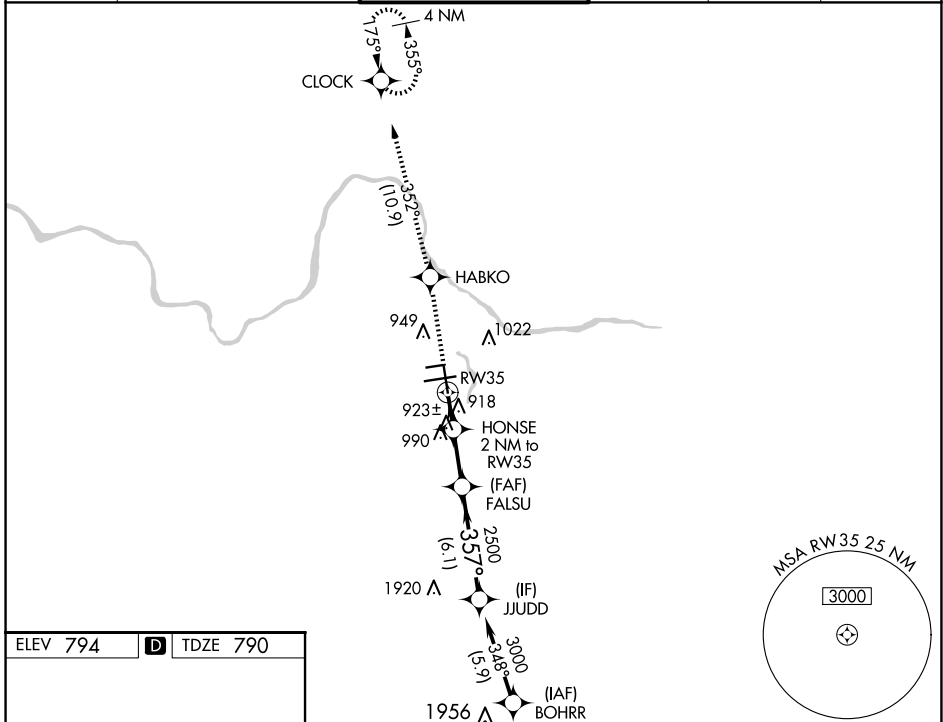 4 NM
175°
355°
CLOCK
352°
(10.9)
HABKO
949
1022
RW35
918
923±
990
HONSE
2 NM to
RW35
(FAF)
FALSU
2500
357°
(6.1)
1920
(IF)
JJUDD
3000
348°
(5.9)
(IAF)
BOHRR
1956
MSA RW35 25 NM
3000
ELEV 794 D TDZE 790